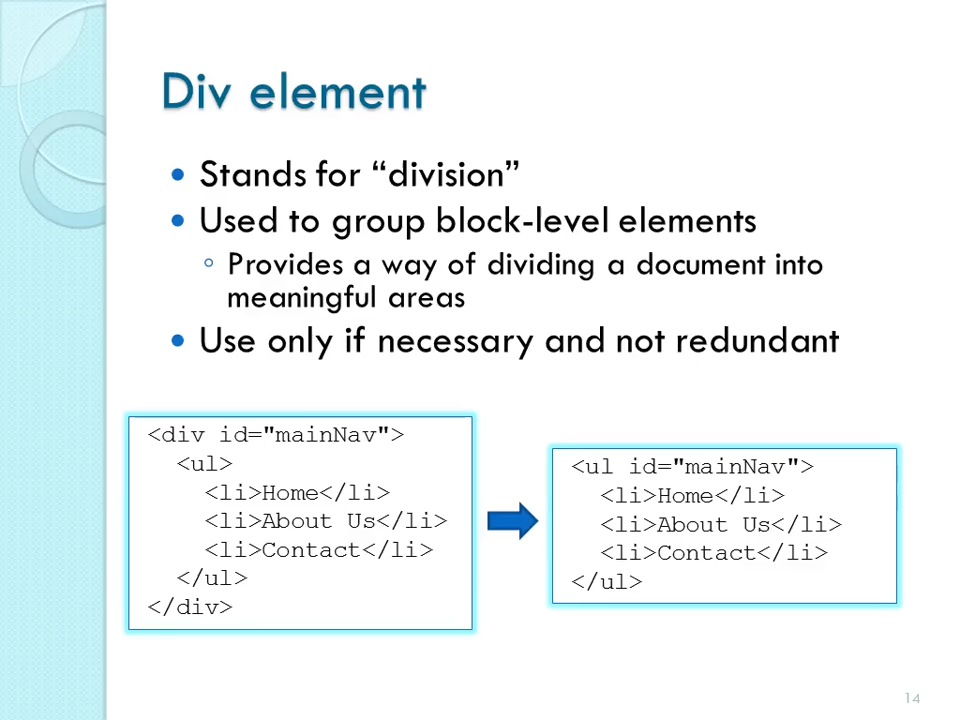 Div element
Stands for “division”
Used to group block-level elements
Provides a way of dividing a document into
meaningful areas
Use only if necessary and not redundant
<div id="mainNav">
  <ul>
    <li>Home</li>
    <li>About Us</li>
    <li>Contact</li>
  </ul>
</div>
<ul id="mainNav">
  <li>Home</li>
  <li>About Us</li>
  <li>Contact</li>
</ul>
14